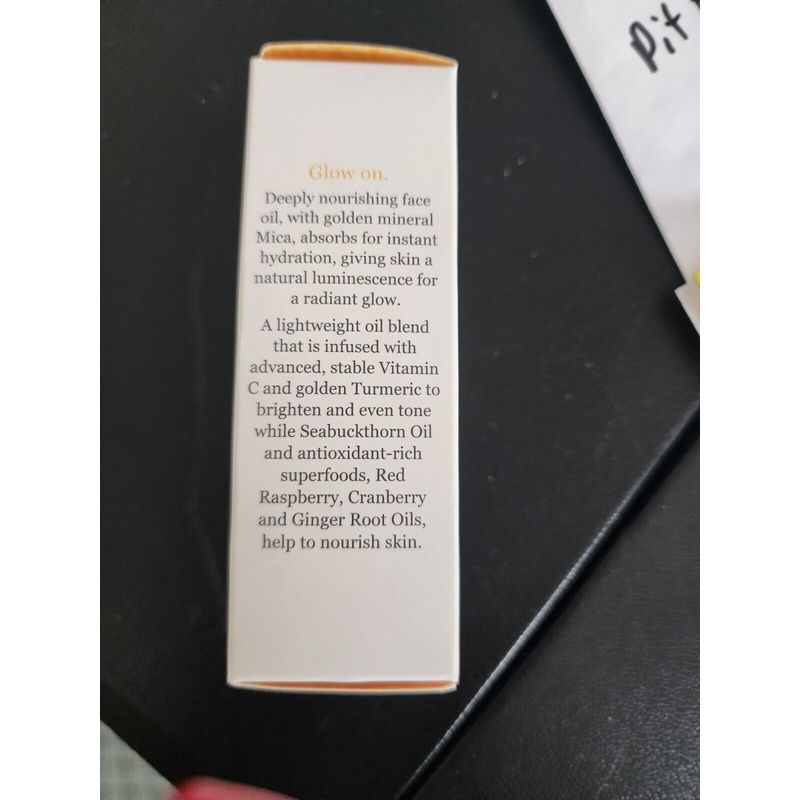 Glow on.
Deeply nourishing face
oil, with golden mineral
Mica, absorbs for instant
hydration, giving skin a
natural luminescence for
a radiant glow.
A lightweight oil blend
that is infused with
advanced, stable Vitamin
C and golden Turmeric to
brighten and even tone
while Seabuckthorn Oil
and antioxidant-rich
superfoods, Red
Raspberry, Cranberry
and Ginger Root Oils,
help to nourish skin.
Pit